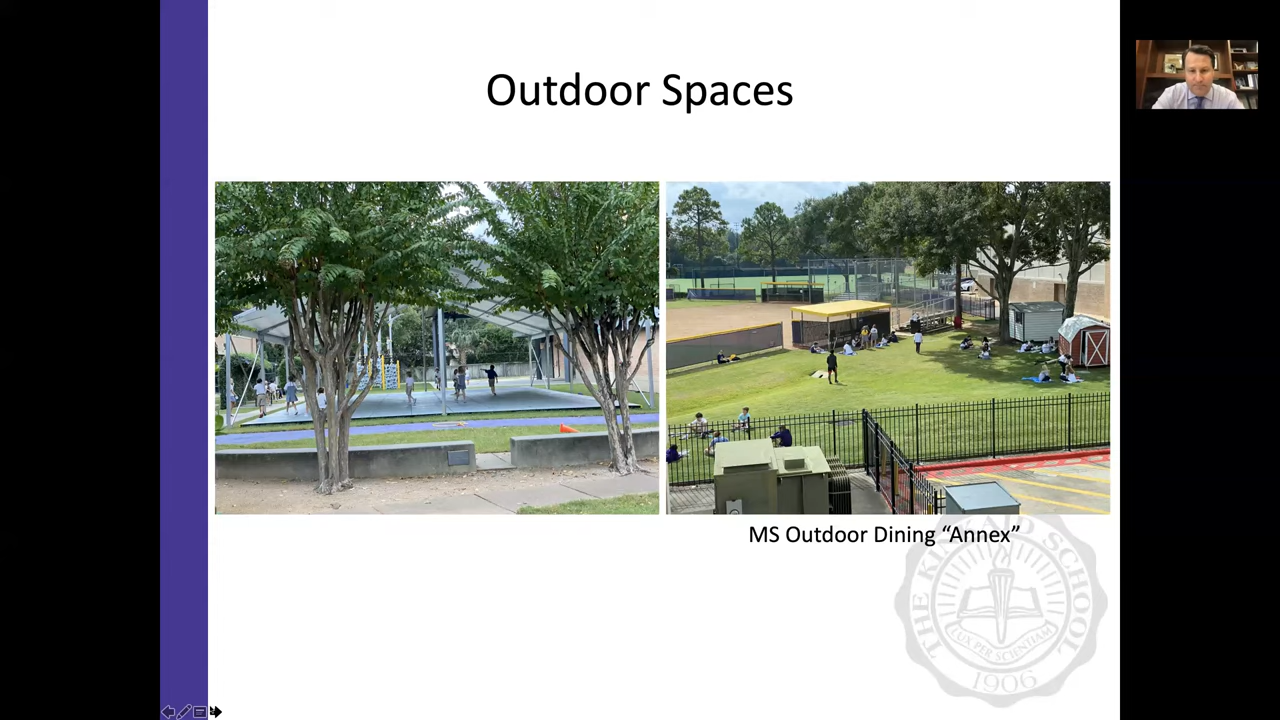 Outdoor Spaces
MS Outdoor Dining “Annex”
THE KINKAID SCHOOL
LUX PER SCIENTIAM
1906